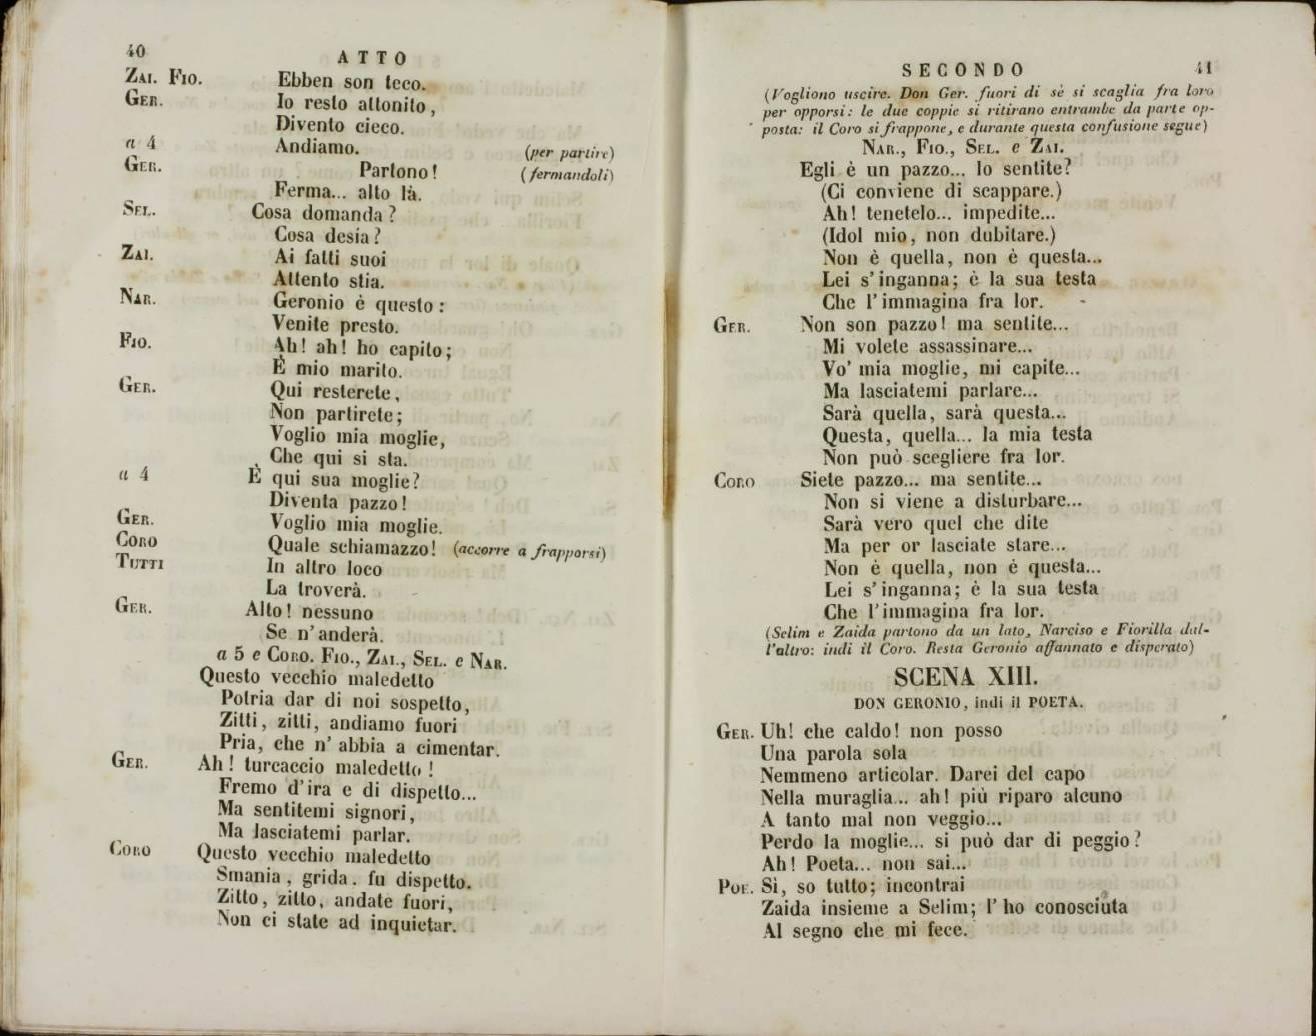 40
ATTO
ZAI. FIO. Ebben son teco.
GER. Io resto attonito,
Divento cieco.
a 4 Andiamo. (per partire)
GER. Partono! (fermandoli)
Ferma... alto là.
SEL. Cosa domanda?
Cosa desía?
ZAI. Ai fatti suoi
Attento stia.
NAR. Geronio è questo:
Venite presto.
FIO. Ah! ah! ho capito;
È mio marito.
GER. Qui resterete,
Non partirete;
Voglio mia moglie,
Che qui si sta.
a 4 È qui sua moglie?
Diventa pazzo!
GER. Voglio mia moglie.
CORO Quale schiamazzo! (accorre a frapporsi)
TUTTI In altro loco
La troverà.
GER. Alto! nessuno
Se n'anderà.
a 5 e CORO. FIO., ZAI., SEL. e NAR.
Questo vecchio maledetto
Potria dar di noi sospetto,
Zitti, zitti, andiamo fuori
Pria, che n'abbia a cimentar.
GER. Ah! turcaccio maledetto!
Fremo d'ira e di dispetto...
Ma sentitemi signori,
Ma lasciatemi parlar.
CORO Questo vecchio maledetto
Smania, grida. fu dispetto.
Zitto, zitto, andate fuori,
Non ci state ad inquietar.
SECONDO 41
(Vogliono uscire. Don Ger. fuori di sè si scaglia fra loro
per opporsi: le due coppie si ritirano entrambe da parte op-
posta: il Coro si frappone, e durante questa confusione segue)
NAR., FIO., SEL. e ZAI.
Egli è un pazzo... lo sentite?
(Ci conviene di scappare.)
Ah! tenetelo... impedite...
(Idol mio, non dubitare.)
Non è quella, non è questa...
Lei s'inganna; è la sua testa
Che l'immagina fra lor.
GER. Non son pazzo! ma sentite...
Mi volete assassinare...
Vo' mia moglie, mi capite...
Ma lasciatemi parlare...
Sarà quella, sarà questa...
Questa, quella... la mia testa
Non può scegliere fra lor.
CORO Siete pazzo... ma sentite...
Non si viene a disturbare...
Sarà vero quel che dite
Ma per or lasciate stare...
Non è quella, non è questa...
Lei s'inganna; è la sua testa
Che l'immagina fra lor.
(Selim e Zaida partono da un lato, Narciso e Fiorilla dal-
l'altro: indi il Coro. Resta Geronio affannato e disperato)
SCENA XIII.
DON GERONIO, indi il POETA.
GER. Uh! che caldo! non posso
Una parola sola
Nemmeno articolar. Darei del capo
Nella muraglia... ah! più riparo alcuno
A tanto mal non veggio...
Perdo la moglie... si può dar di peggio?
Ah! Poeta... non sai...
POE. Sì, so tutto; incontrai
Zaida insieme a Selim; l'ho conosciuta
Al segno che mi fece.